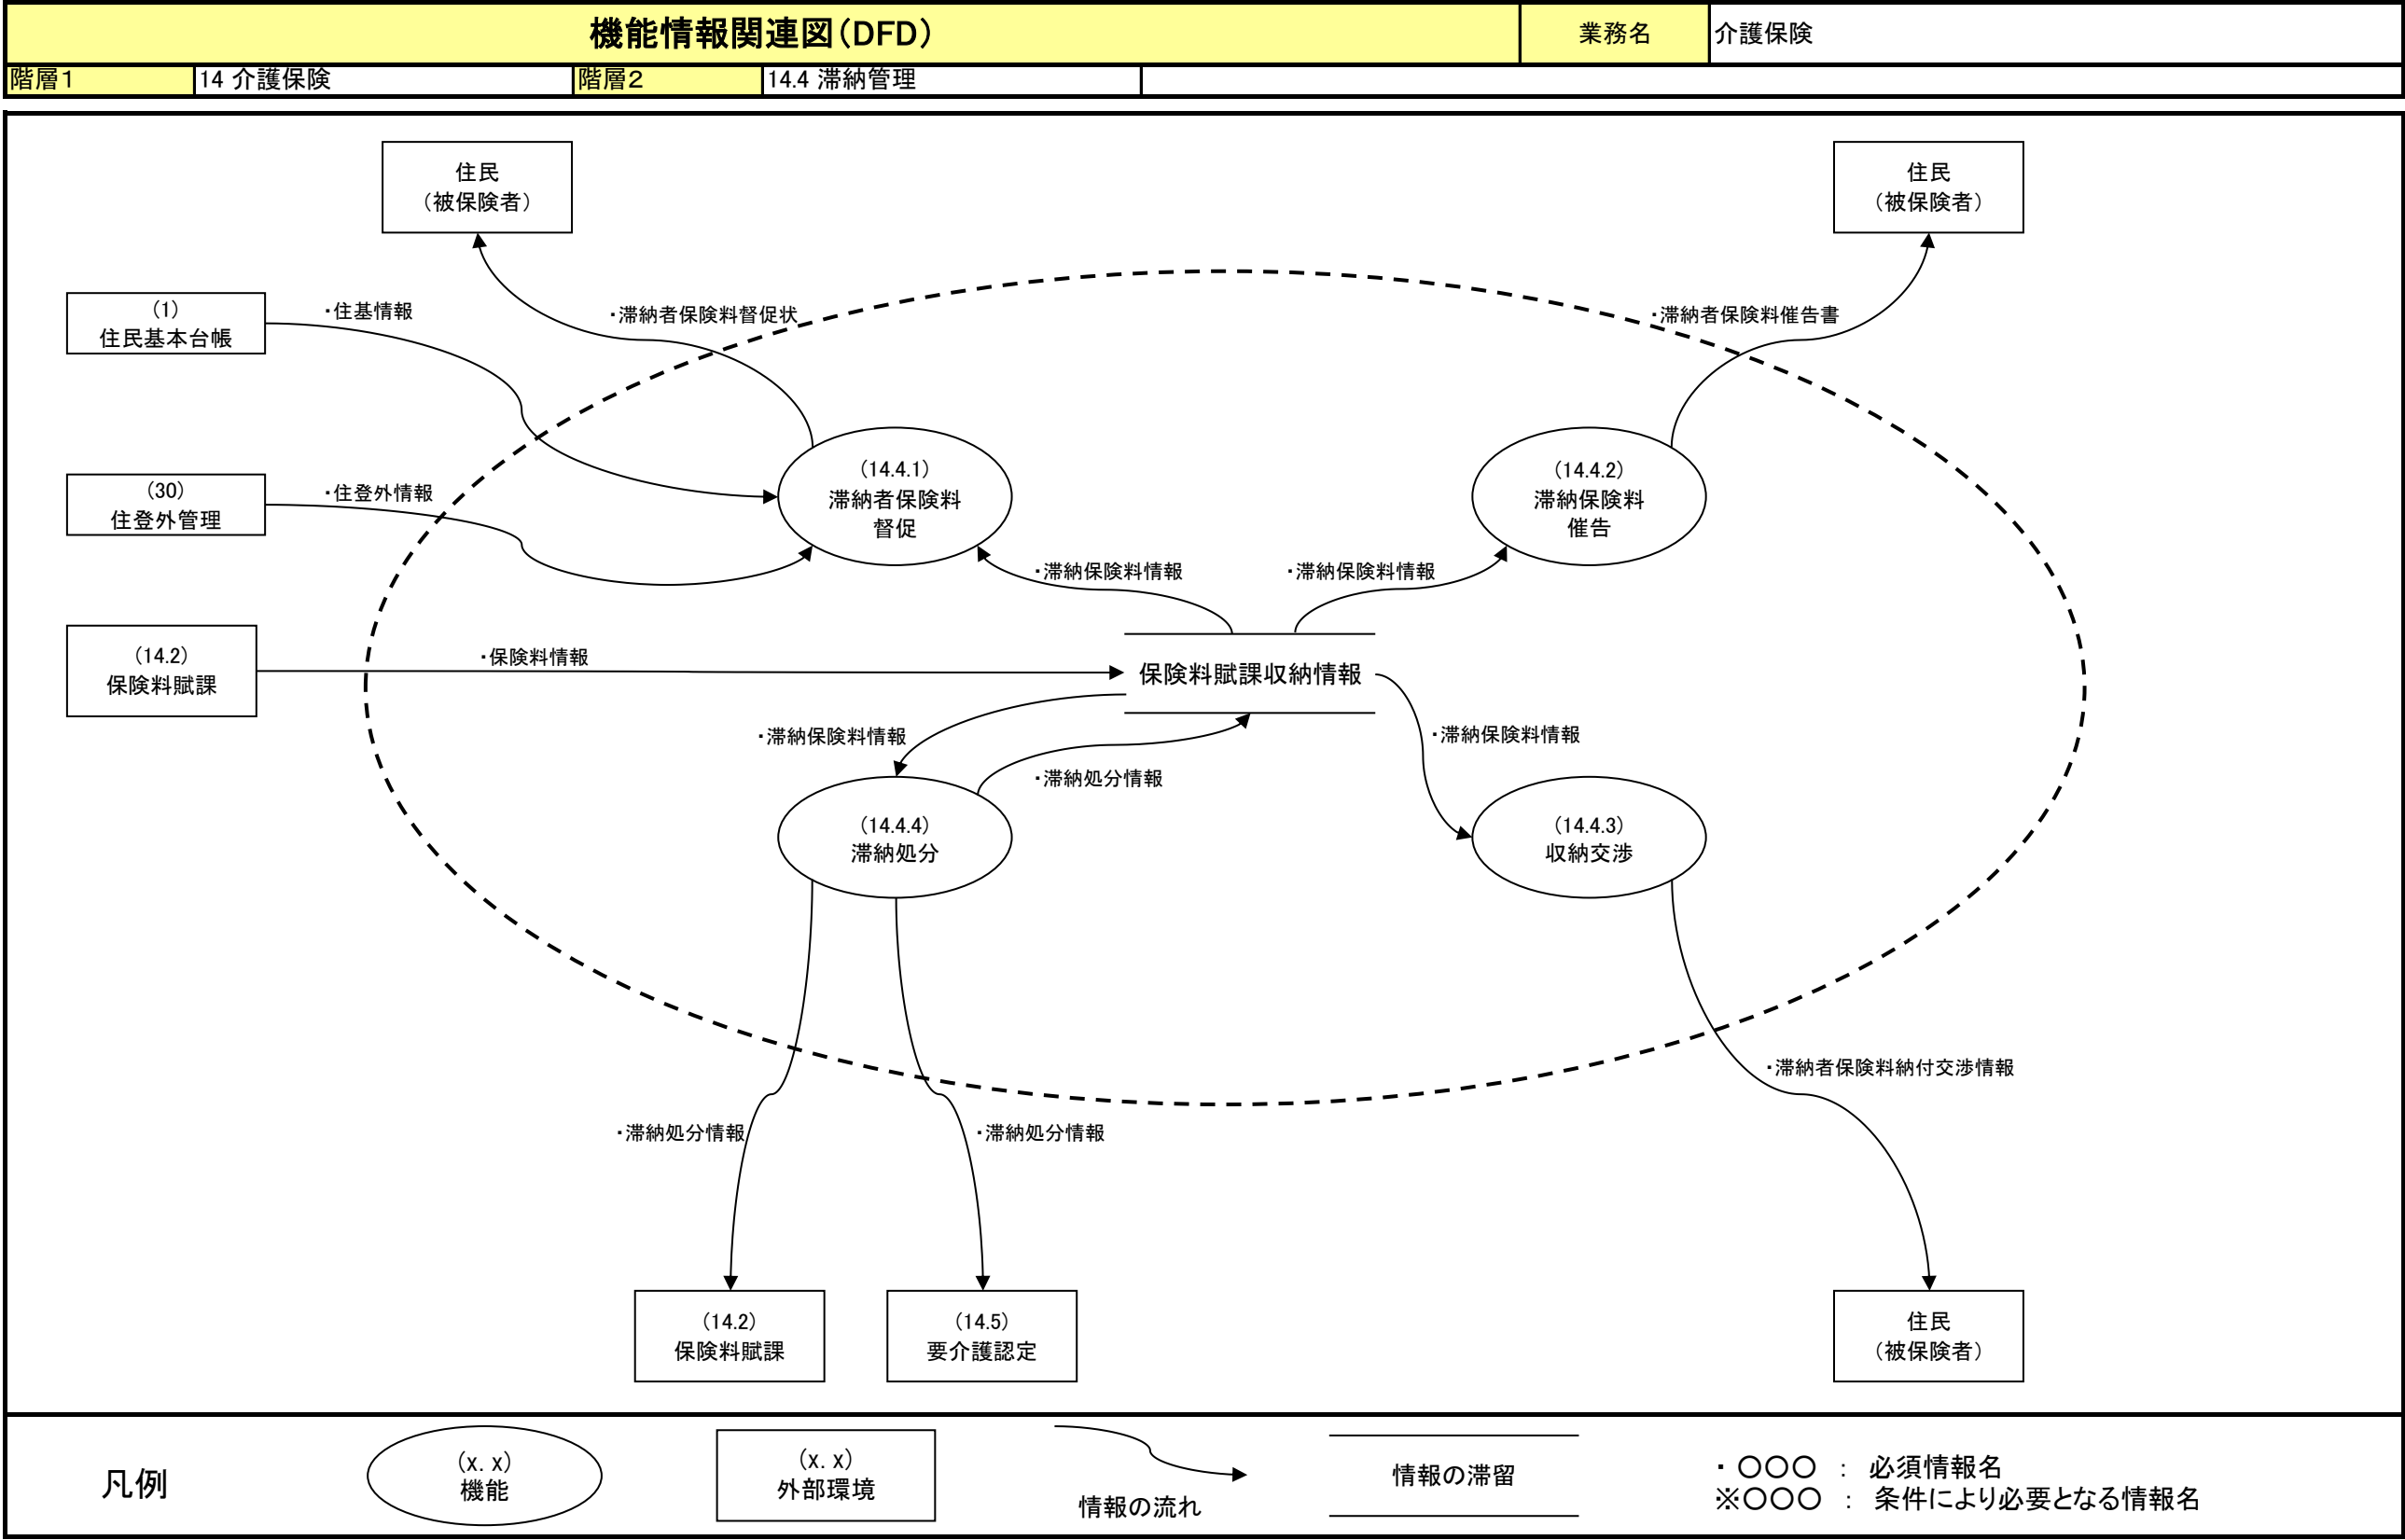 機能情報関連図（DFD）
業務名
介護保険
階層１
14 介護保険
階層２
14.4 滞納管理
住民
（被保険者）
住民
（被保険者）
（1）
住民基本台帳
・住基情報
・滞納者保険料督促状
・滞納者保険料催告書
（30）
住登外管理
・住登外情報
（14.4.1）
滞納者保険料
督促
（14.4.2）
滞納保険料
催告
・滞納保険料情報
・滞納保険料情報
（14.2）
保険料賦課
・保険料情報
保険料賦課収納情報
・滞納保険料情報
・滞納保険料情報
・滞納処分情報
（14.4.4）
滞納処分
（14.4.3）
収納交渉
・滞納者保険料納付交渉情報
・滞納処分情報
・滞納処分情報
（14.2）
保険料賦課
（14.5）
要介護認定
住民
（被保険者）
凡例
（x. x）
機能
（x. x）
外部環境
情報の流れ
情報の滞留
・ 〇〇〇 ： 必須情報名
※〇〇〇 ： 条件により必要となる情報名